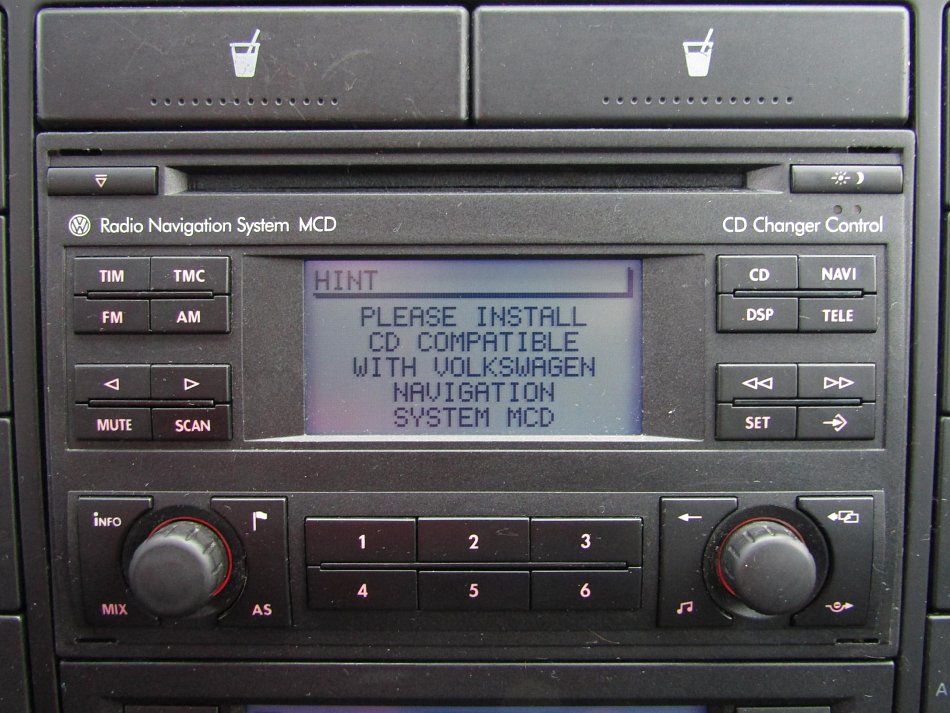 Radio Navigation System MCD
CD Changer Control
TIM TMC
FM AM
MUTE SCAN
HINT
PLEASE INSTALL
CD COMPATIBLE
WITH VOLKSWAGEN
NAVIGATION
SYSTEM MCD
CD NAVI
DSP TELE
SET
INFO
MIX AS
1 2 3
4 5 6
A